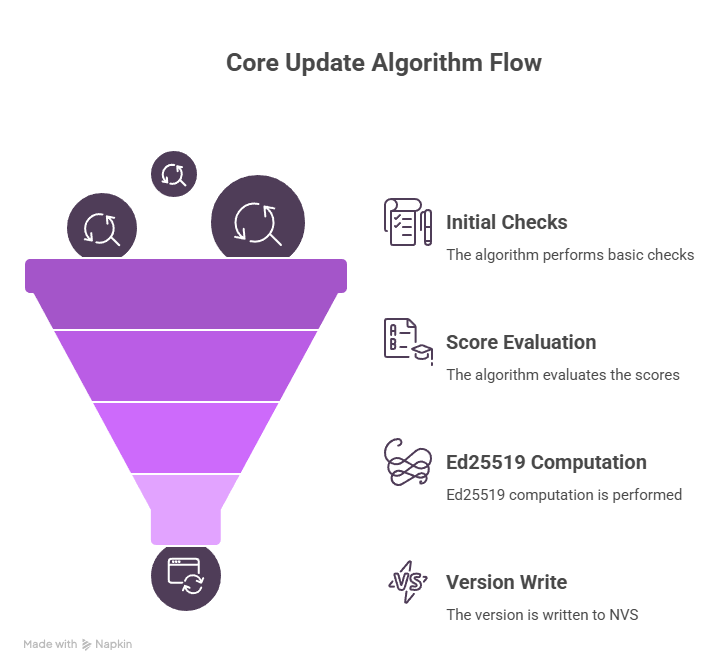 Core Update Algorithm Flow
Initial Checks
The algorithm performs basic checks
Score Evaluation
The algorithm evaluates the scores
A
B
Ed25519 Computation
Ed25519 computation is performed
VS
Version Write
The version is written to NVS
Made with Napkin